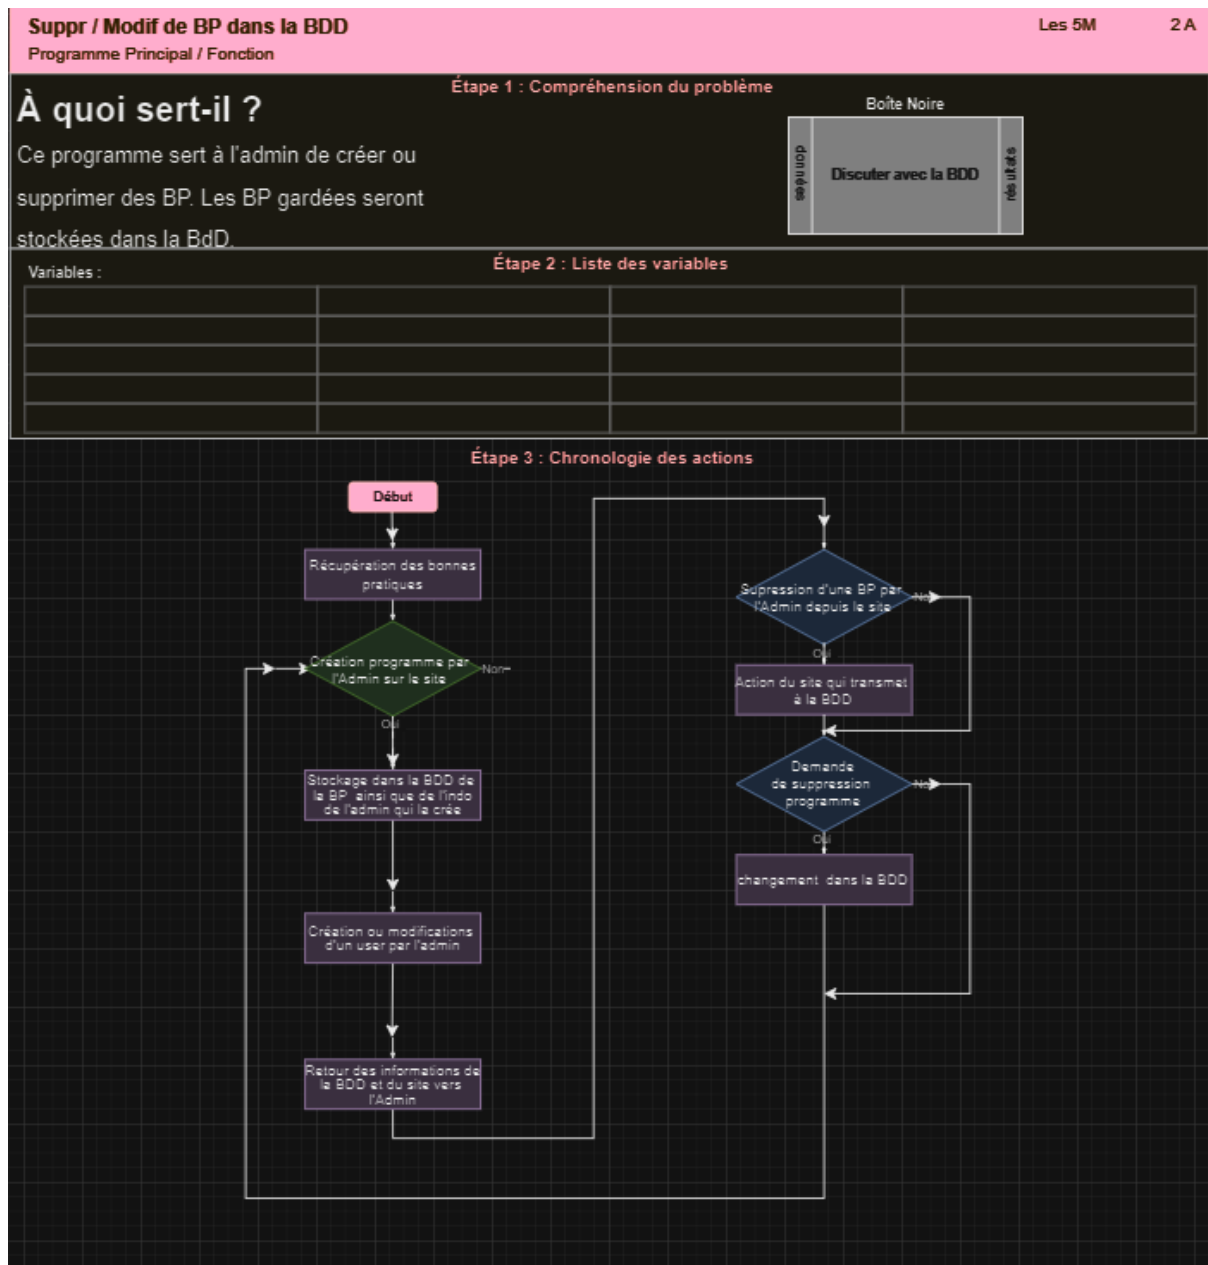 Suppr / Modif de BP dans la BDD
Les 5M
2 A
Programme Principal / Fonction
Étape 1 : Compréhension du problème
À quoi sert-il ?
Ce programme sert à l'admin de créer ou
supprimer des BP. Les BP gardées seront
stockées dans la BdD.
Boîte Noire
données
Discuter avec la BDD
résultats
Étape 2 : Liste des variables
Variables :
Étape 3 : Chronologie des actions
Début
Récupération des bonnes
pratiques
Création programme par
l'Admin sur le site
Non
Oui
Stockage dans la BDD de
la BP ainsi que de l'indo
de l'admin qui la crée
Création ou modifications
d'un user par l'admin
Retour des informations de
la BDD et du site vers
l'Admin
Supression d'une BP par
l'Admin depuis le site
Non
Oui
Action du site qui transmet
à la BDD
Demande
de suppression
programme
Non
Oui
changement dans la BDD